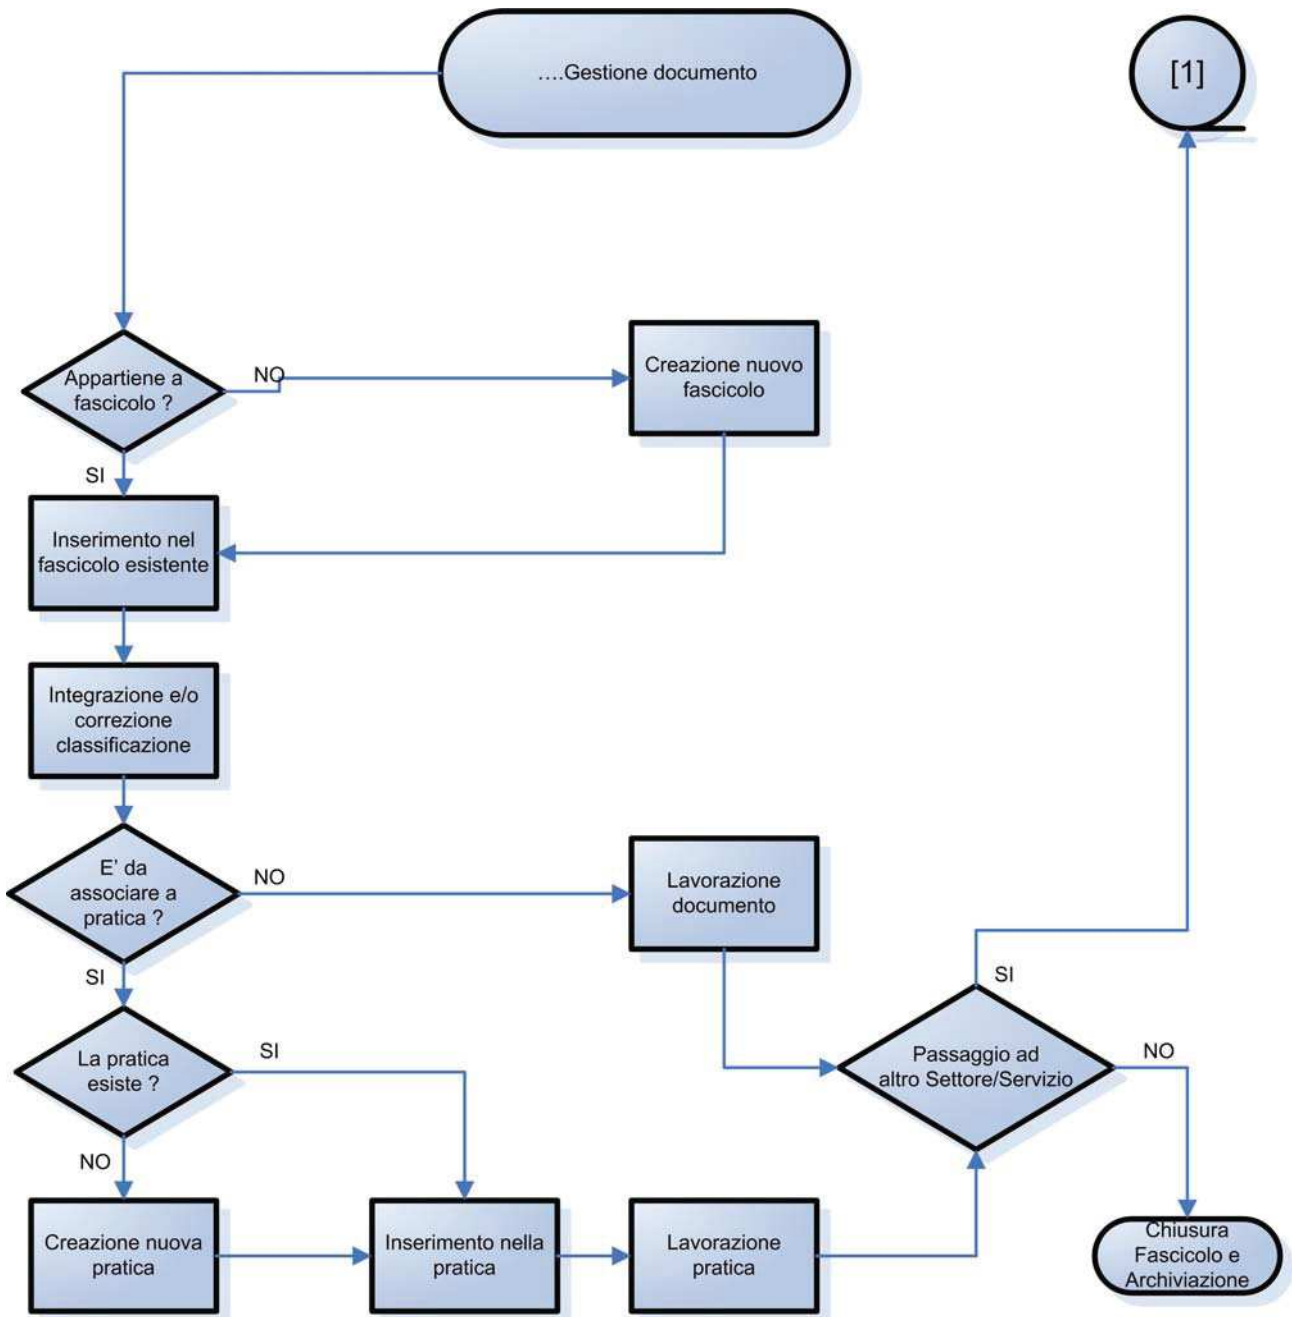 ....Gestione documento
[1]
Appartiene a
fascicolo ?
NO
Creazione nuovo
fascicolo
SI
Inserimento nel
fascicolo esistente
Integrazione e/o
correzione
classificazione
E' da
associare a
pratica ?
NO
Lavorazione
documento
SI
SI
La pratica
esiste ?
SI
Passaggio ad
altro Settore/Servizio
NO
NO
Creazione nuova
pratica
Inserimento nella
pratica
Lavorazione
pratica
Chiusura
Fascicolo e
Archiviazione